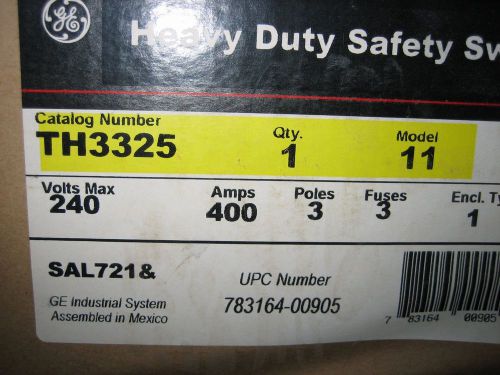 GE
Heavy Duty Safety Sw
Catalog Number Qty. Model
TH3325 1 11
Volts Max Amps Poles Fuses Encl. Ty
240 400 3 3 1
SAL721& UPC Number
783164-00905
GE Industrial System
Assembled in Mexico
7 83164 00905